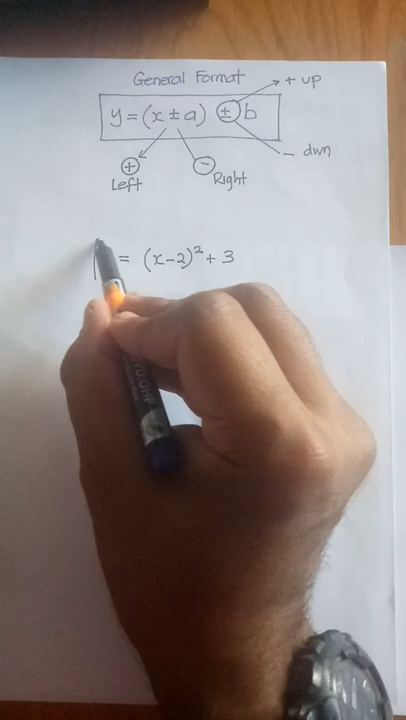 General Format
+ up
y = (x ± a) ± b
- dwn
+ -
Left Right
= (x-2)² + 3